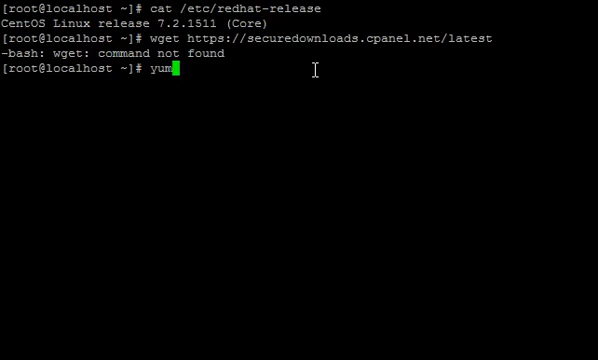 [root@localhost ~]# cat /etc/redhat-release
CentOS Linux release 7.2.1511 (Core)
[root@localhost ~]# wget https://securedownloads.cpanel.net/latest
-bash: wget: command not found
[root@localhost ~]# yum